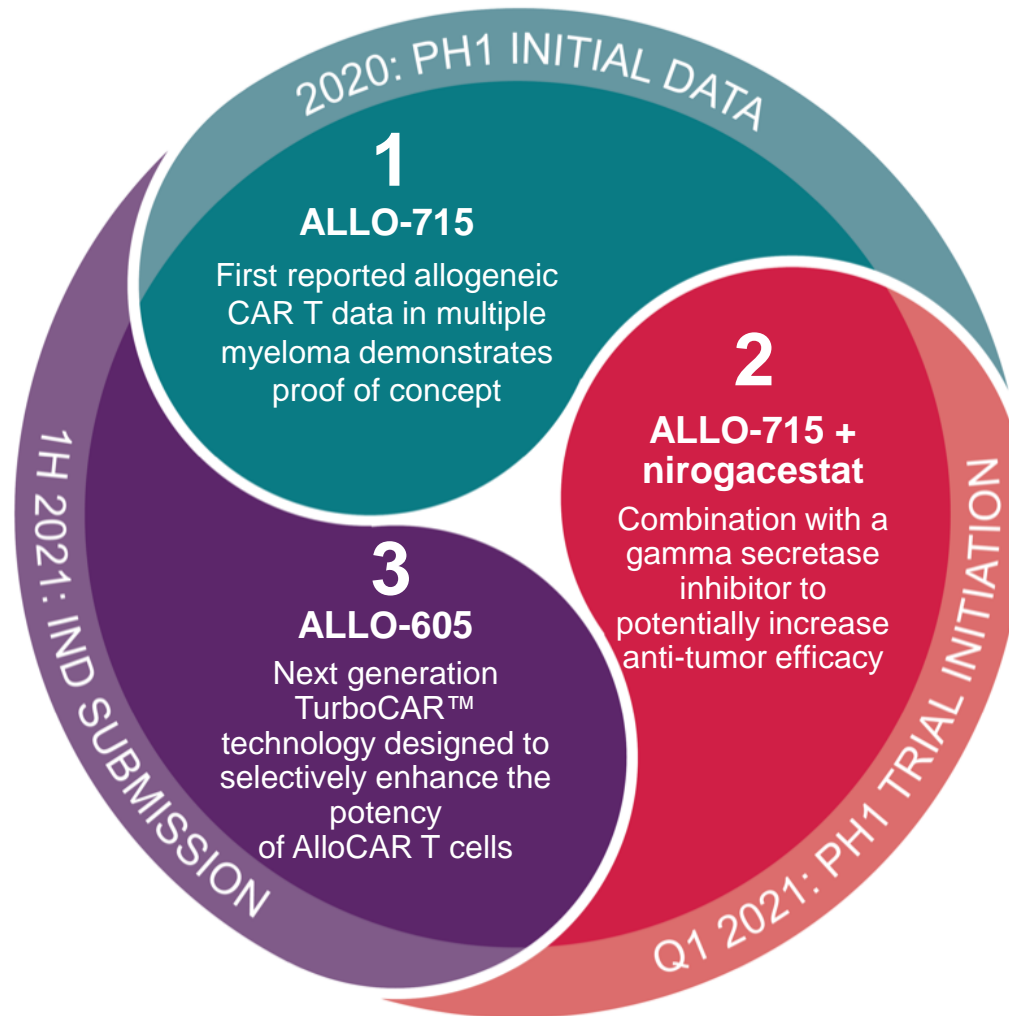 2020: PH1 INITIAL DATA
1
ALLO-715
First reported allogeneic
CAR T data in multiple
myeloma demonstrates
proof of concept
2
ALLO-715 +
nirogacestat
Combination with a
gamma secretase
inhibitor to
potentially increase
anti-tumor efficacy
Q1 2021: PH1 TRIAL INITIATION
3
ALLO-605
Next generation
TurboCAR™
technology designed to
selectively enhance the
potency
of AlloCAR T cells
1H 2021: IND SUBMISSION